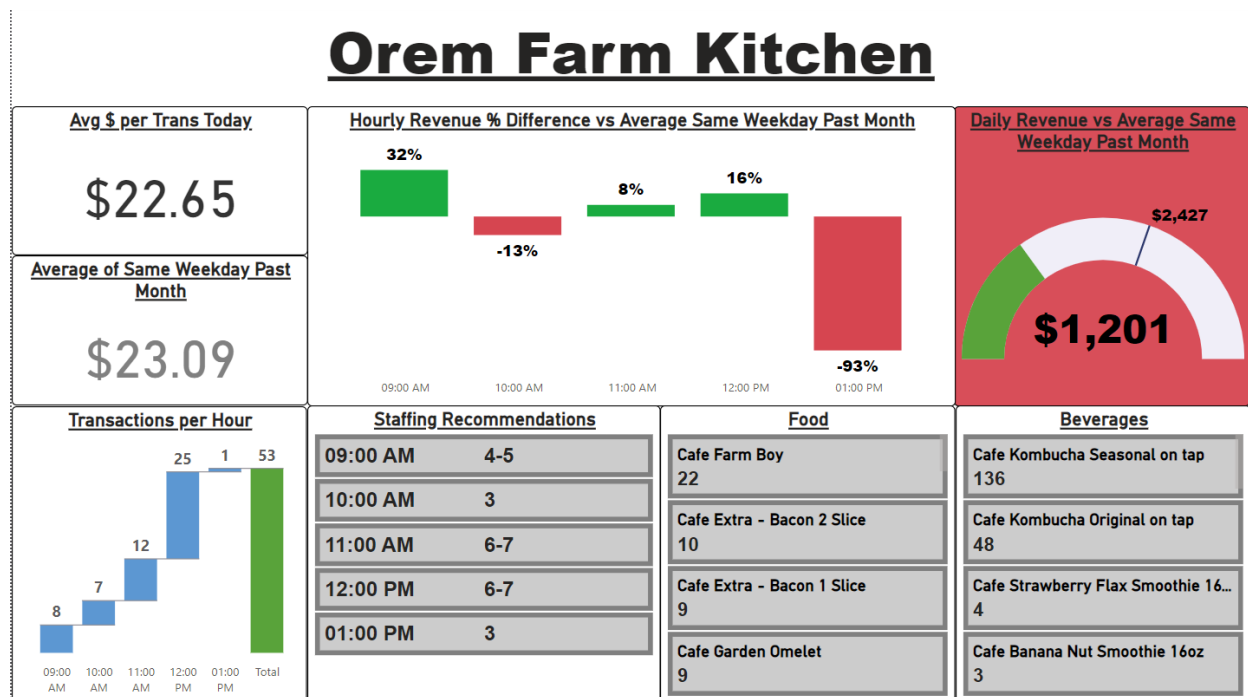 Orem Farm Kitchen
Avg $ per Trans Today
$22.65
Average of Same Weekday Past
Month
$23.09
Hourly Revenue % Difference vs Average Same Weekday Past Month
32%
-13%
8%
16%
-93%
09:00 AM
10:00 AM
11:00 AM
12:00 PM
01:00 PM
Daily Revenue vs Average Same
Weekday Past Month
$2,427
$1,201
Transactions per Hour
8
7
12
25
1
53
09:00
AM
10:00
AM
11:00
AM
12:00
PM
01:00
PM
Total
Staffing Recommendations
09:00 AM 4-5
10:00 AM 3
11:00 AM 6-7
12:00 PM 6-7
01:00 PM 3
Food
Cafe Farm Boy
22
Cafe Extra - Bacon 2 Slice
10
Cafe Extra - Bacon 1 Slice
9
Cafe Garden Omelet
9
Beverages
Cafe Kombucha Seasonal on tap
136
Cafe Kombucha Original on tap
48
Cafe Strawberry Flax Smoothie 16...
4
Cafe Banana Nut Smoothie 16oz
3